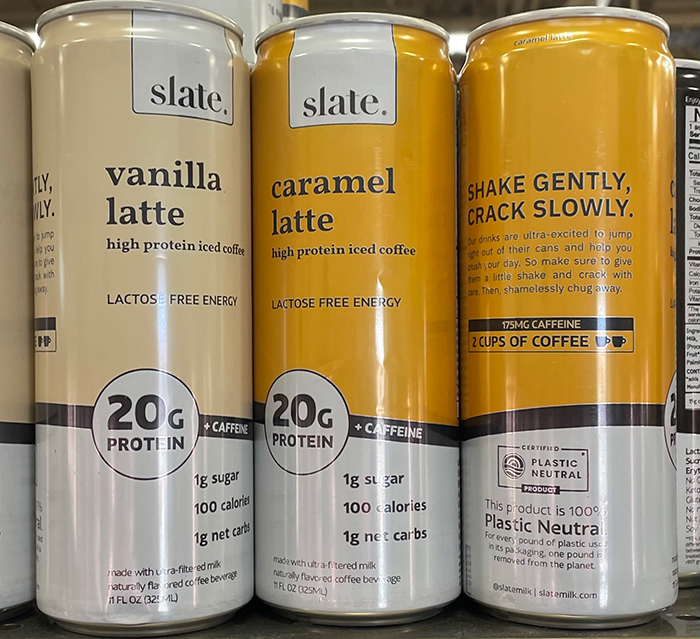 slate.
vanilla
latte
high protein iced coffee
LACTOSE FREE ENERGY
20G
PROTEIN
+ CAFFEINE
1g sugar
100 calories
1g net carbs
made with ultra-filtered milk
naturally flavored coffee beverage
11 FL OZ (325ML)
slate.
caramel
latte
high protein iced coffee
LACTOSE FREE ENERGY
20G
PROTEIN
+ CAFFEINE
1g sugar
100 calories
1g net carbs
made with ultra-filtered milk
naturally flavored coffee beverage
11 FL OZ (325ML)
caramel latte
SHAKE GENTLY,
CRACK SLOWLY.
Our drinks are ultra-excited to jump
right out of their cans and help you
crush your day. So make sure to give
them a little shake and crack with
care. Then, shamelessly chug away.
175MG CAFFEINE
2 CUPS OF COFFEE
CERTIFIED
PLASTIC
NEUTRAL
PRODUCT
This product is 100%
Plastic Neutral
For every pound of plastic used
in its packaging, one pound is
removed from the planet.
@slatemilk | slatemilk.com